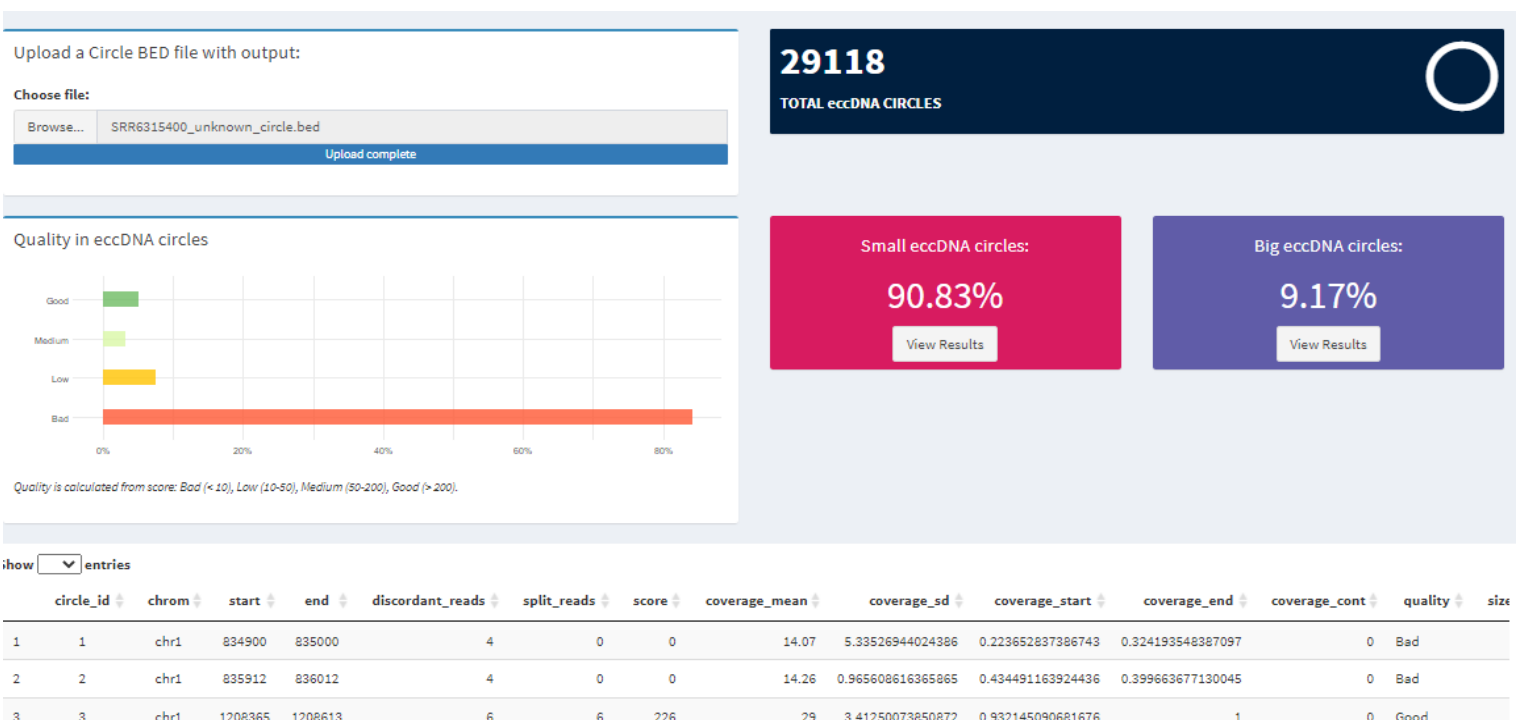 Upload a Circle BED file with output:
Choose file:
Browse... SRR6315400_unknown_circle.bed
Upload complete
29118
TOTAL eccDNA CIRCLES
Quality in eccDNA circles
Good
Medium
Low
Bad
0% 20% 40% 60% 80%
Quality is calculated from score: Bad (< 10), Low (10-50), Medium (50-200), Good (> 200).
Small eccDNA circles:
90.83%
View Results
Big eccDNA circles:
9.17%
View Results
Show entries
circle_id chrom start end discordant_reads split_reads score coverage_mean coverage_sd coverage_start coverage_end coverage_cont quality size
1 1 chr1 834900 835000 4 0 0 14.07 5.33526944024386 0.223652837386743 0.324193548387097 0 Bad
2 2 chr1 835912 836012 4 0 0 14.26 0.965608616365865 0.434491163924436 0.399663677130045 0 Bad
3 3 chr1 1208365 1208613 6 6 226 29 3.41250073850872 0.932145090681676 1 0 Good